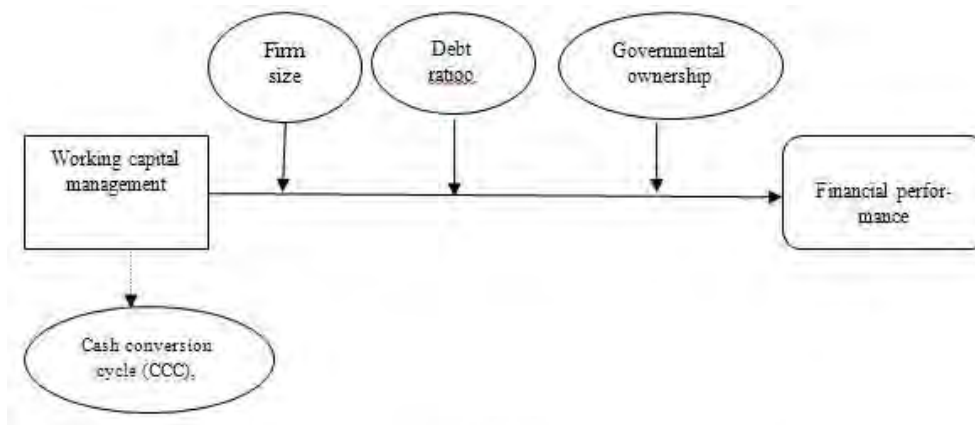 Firm
size
Debt
ratioo
Governmental
ownership
Working capital
management
Financial perfor-
mance
Cash conversion
cycle (CCC),